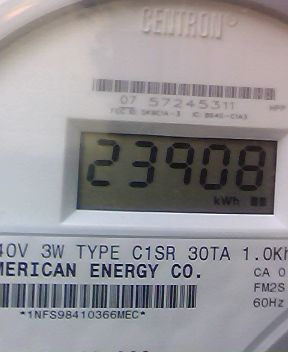 CENTRON®
07 57245311
23908
kWh
40V 3W TYPE C1SR 30TA 1.0Kh
MERICAN ENERGY CO.
CA 0
FM2S
60Hz
*1NFS98410366MEC*